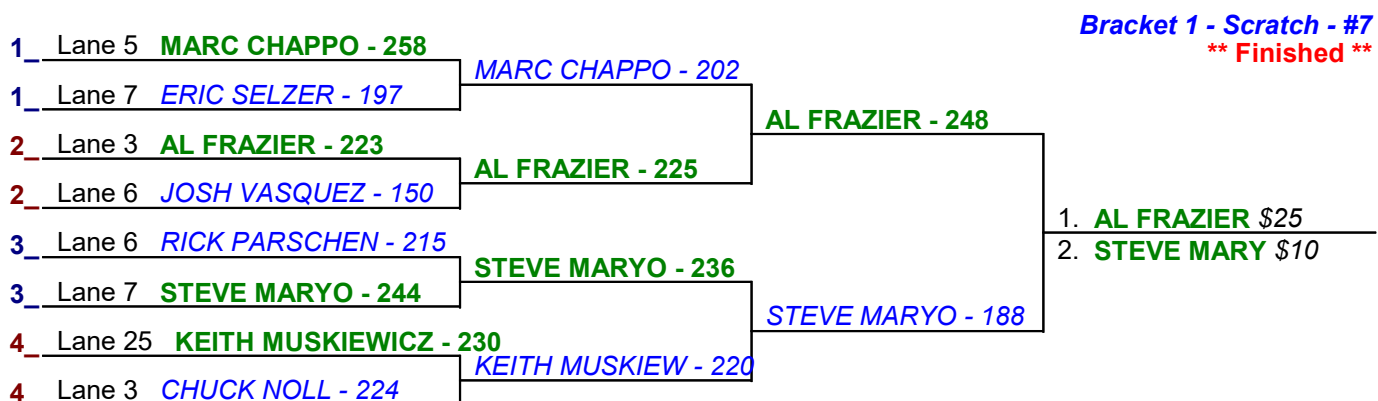 Bracket 1 - Scratch - #7
** Finished **
1_ Lane 5 MARC CHAPPO - 258
MARC CHAPPO - 202
1_ Lane 7 ERIC SELZER - 197
AL FRAZIER - 248
2_ Lane 3 AL FRAZIER - 223
AL FRAZIER - 225
2_ Lane 6 JOSH VASQUEZ - 150
1. AL FRAZIER $25
3_ Lane 6 RICK PARSCHEN - 215
2. STEVE MARY $10
STEVE MARYO - 236
3_ Lane 7 STEVE MARYO - 244
STEVE MARYO - 188
4_ Lane 25 KEITH MUSKIEWICZ - 230
KEITH MUSKIEW - 220
4 Lane 3 CHUCK NOLL - 224